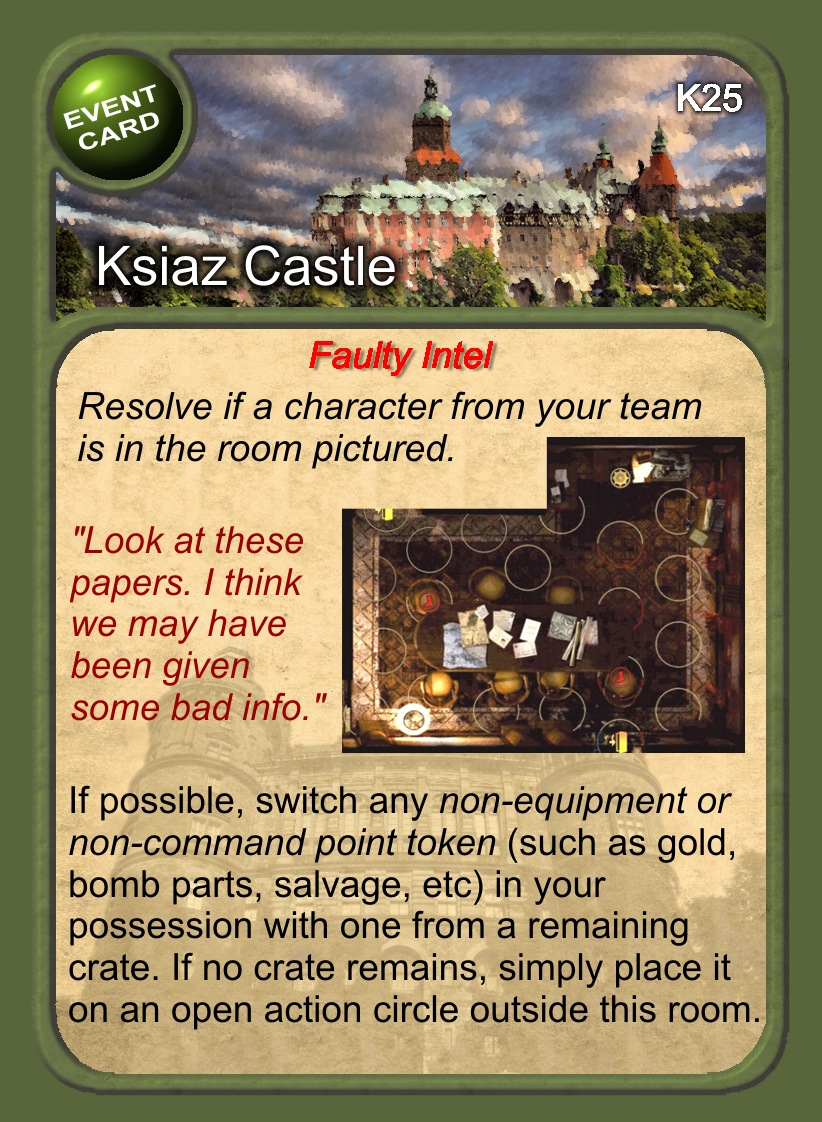 EVENT
CARD
K25
Ksiaz Castle
Faulty Intel
Resolve if a character from your team
is in the room pictured.
"Look at these
papers. I think
we may have
been given
some bad info."
If possible, switch any non-equipment or
non-command point token (such as gold,
bomb parts, salvage, etc) in your
possession with one from a remaining
crate. If no crate remains, simply place it
on an open action circle outside this room.